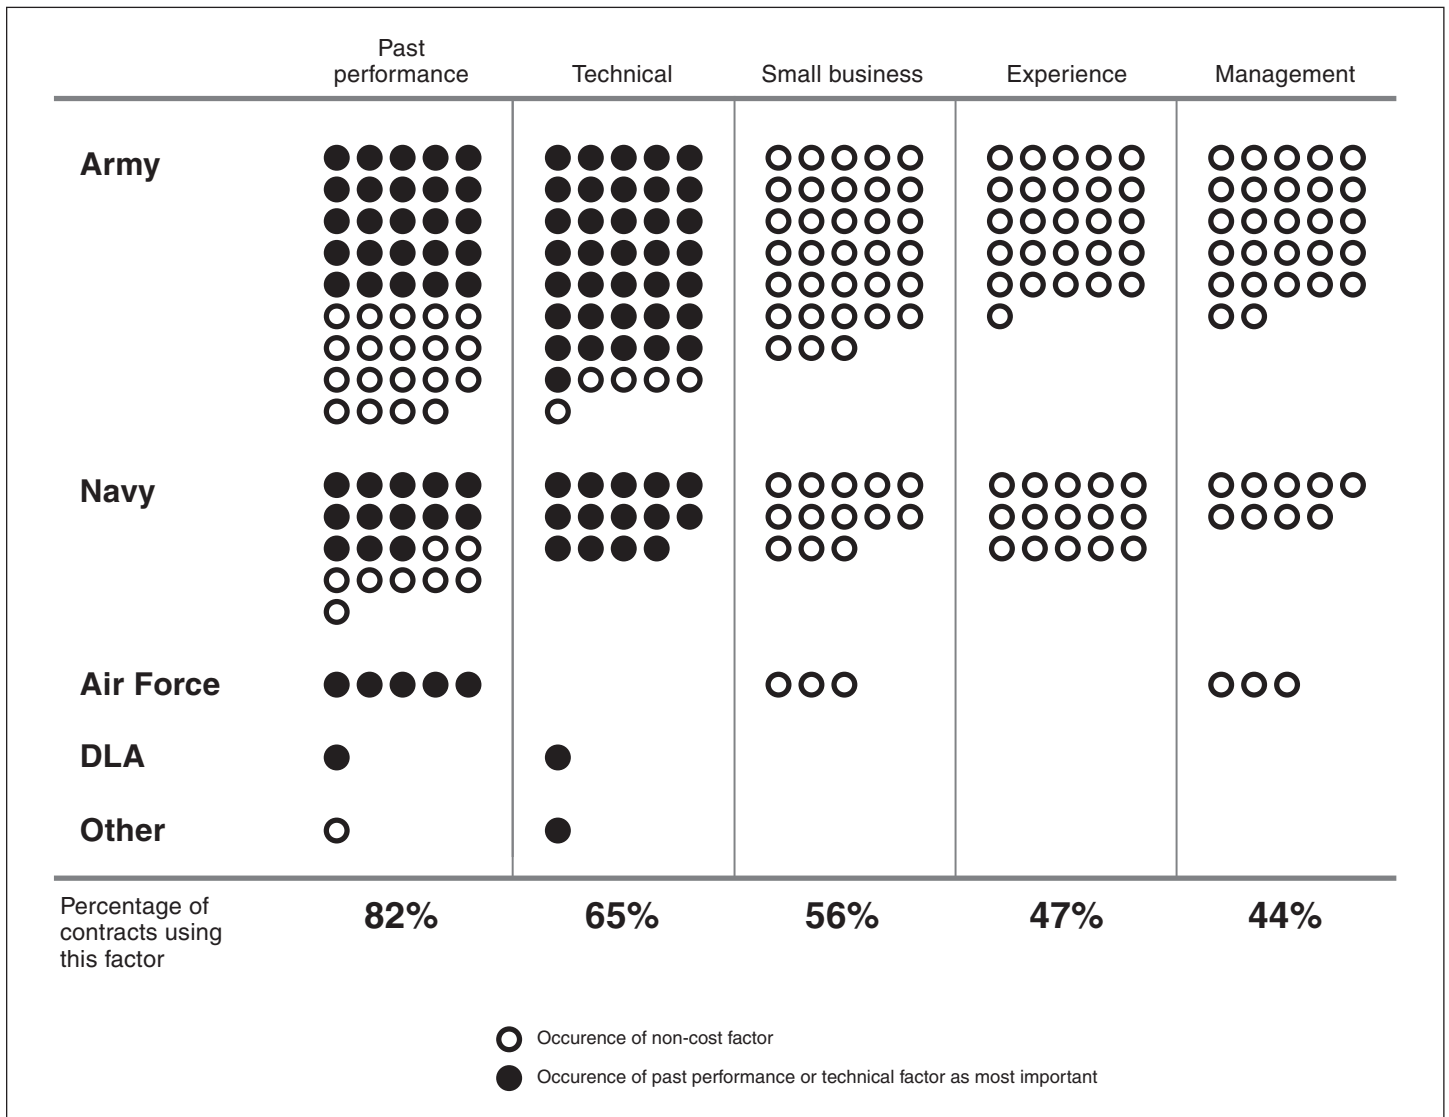 Past
performance
Technical
Small business
Experience
Management
Army
Navy
Air Force
DLA
Other
Percentage of
contracts using
this factor
82%
65%
56%
47%
44%
Occurence of non-cost factor
Occurence of past performance or technical factor as most important